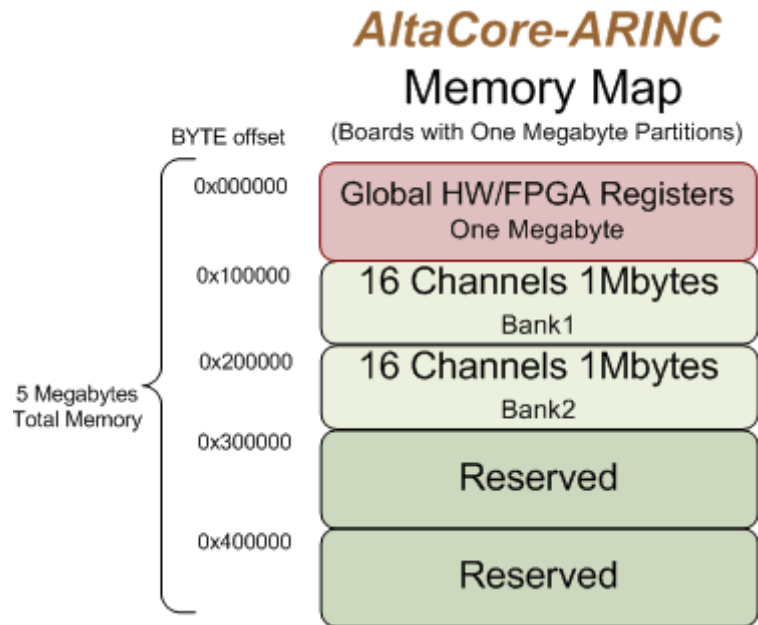 AltaCore-ARINC
Memory Map
(Boards with One Megabyte Partitions)
BYTE offset
0x000000
Global HW/FPGA Registers
One Megabyte
0x100000
16 Channels 1Mbytes
Bank1
0x200000
16 Channels 1Mbytes
Bank2
5 Megabytes
Total Memory
0x300000
Reserved
0x400000
Reserved